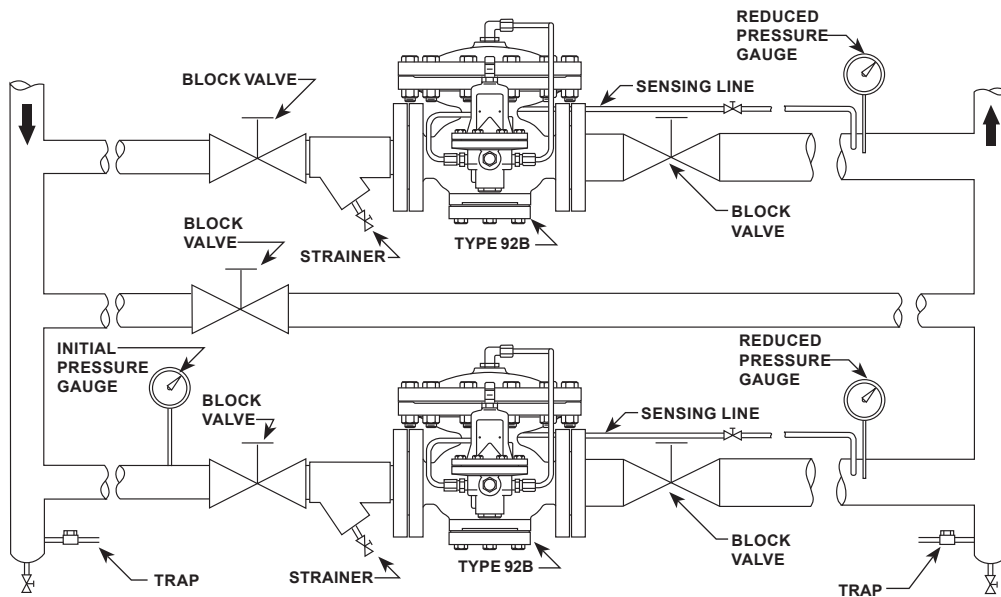 REDUCED
PRESSURE
GAUGE
BLOCK VALVE
SENSING LINE
BLOCK
VALVE
STRAINER
TYPE 92B
BLOCK
VALVE
INITIAL
PRESSURE
GAUGE
REDUCED
PRESSURE
GAUGE
BLOCK
VALVE
SENSING LINE
BLOCK
VALVE
TRAP
STRAINER
TYPE 92B
TRAP